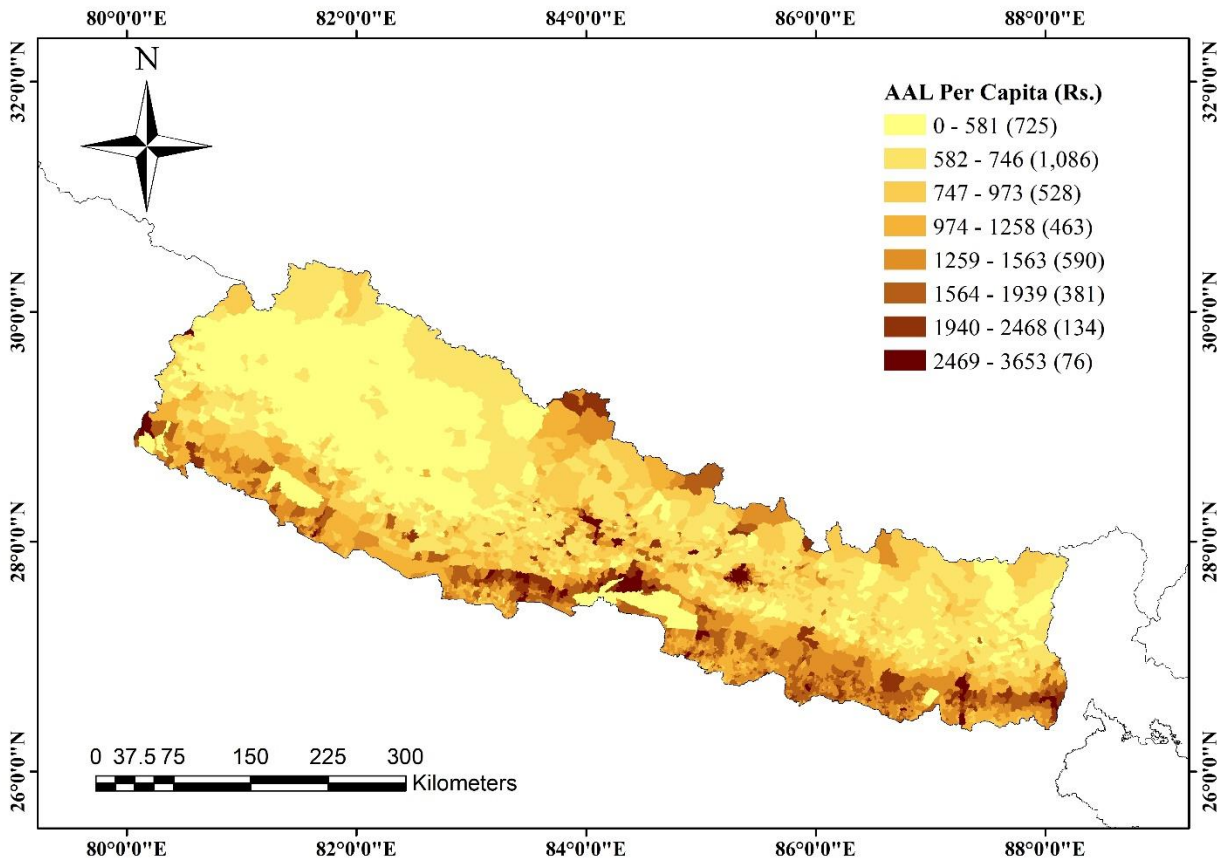 80°0'0"N 82°0'0"N 84°0'0"N 86°0'0"N 88°0'0"N
32°0'0"N
32°0'0"N
N
AAL Per Capita (Rs.)
0 - 581 (725)
582 - 746 (1,086)
747 - 973 (528)
974 - 1258 (463)
1259 - 1563 (590)
1564 - 1939 (381)
1940 - 2468 (134)
2469 - 3653 (76)
30°0'0"N
30°0'0"N
28°0'0"N
28°0'0"N
26°0'0"N
26°0'0"N
0 37.5 75 150 225 300
Kilometers
80°0'0"N 82°0'0"N 84°0'0"N 86°0'0"N 88°0'0"N